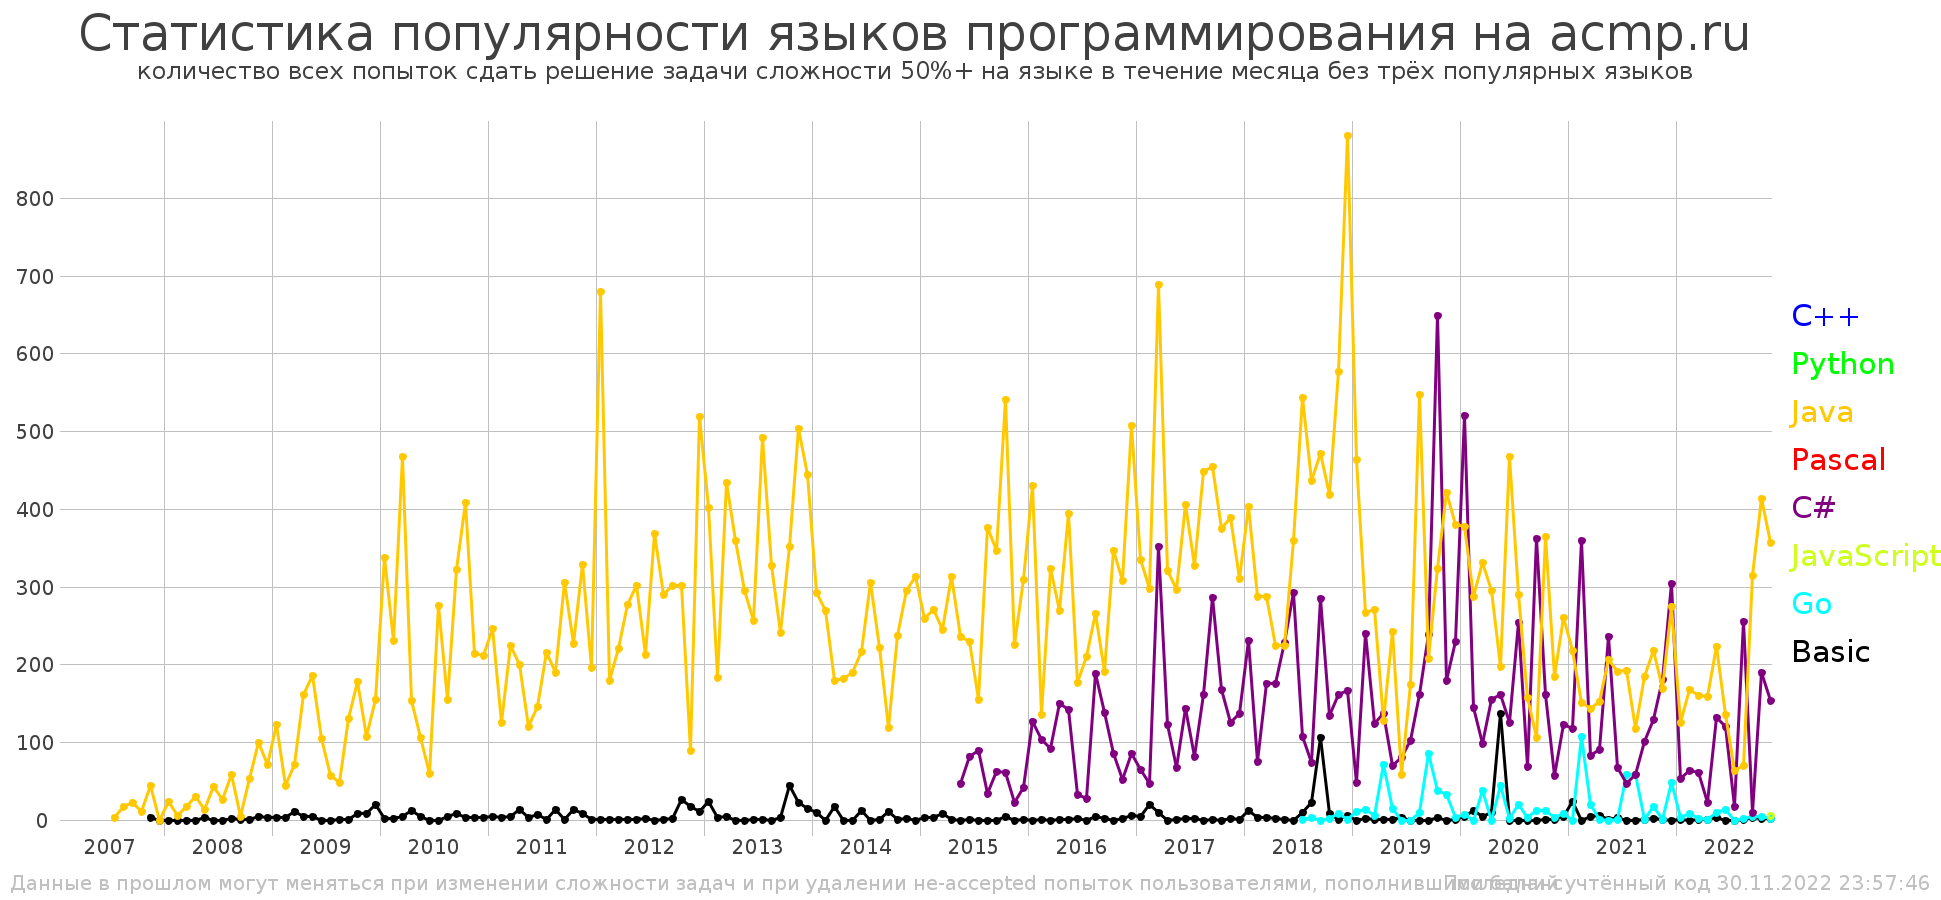 Статистика популярности языков программирования на acmp.ru
количество всех попыток сдать решение задачи сложности 50%+ на языке в течение месяца без трёх популярных языков
800
700
600
500
400
300
200
100
0
C++
Python
Java
Pascal
C#
JavaScript
Go
Basic
2007 2008 2009 2010 2011 2012 2013 2014 2015 2016 2017 2018 2019 2020 2021 2022
Данные в прошлом могут меняться при изменении сложности задач и при удалении не-accepted попыток пользователями, пополнившими
Последний учтённый код 30.11.2022 23:57:46